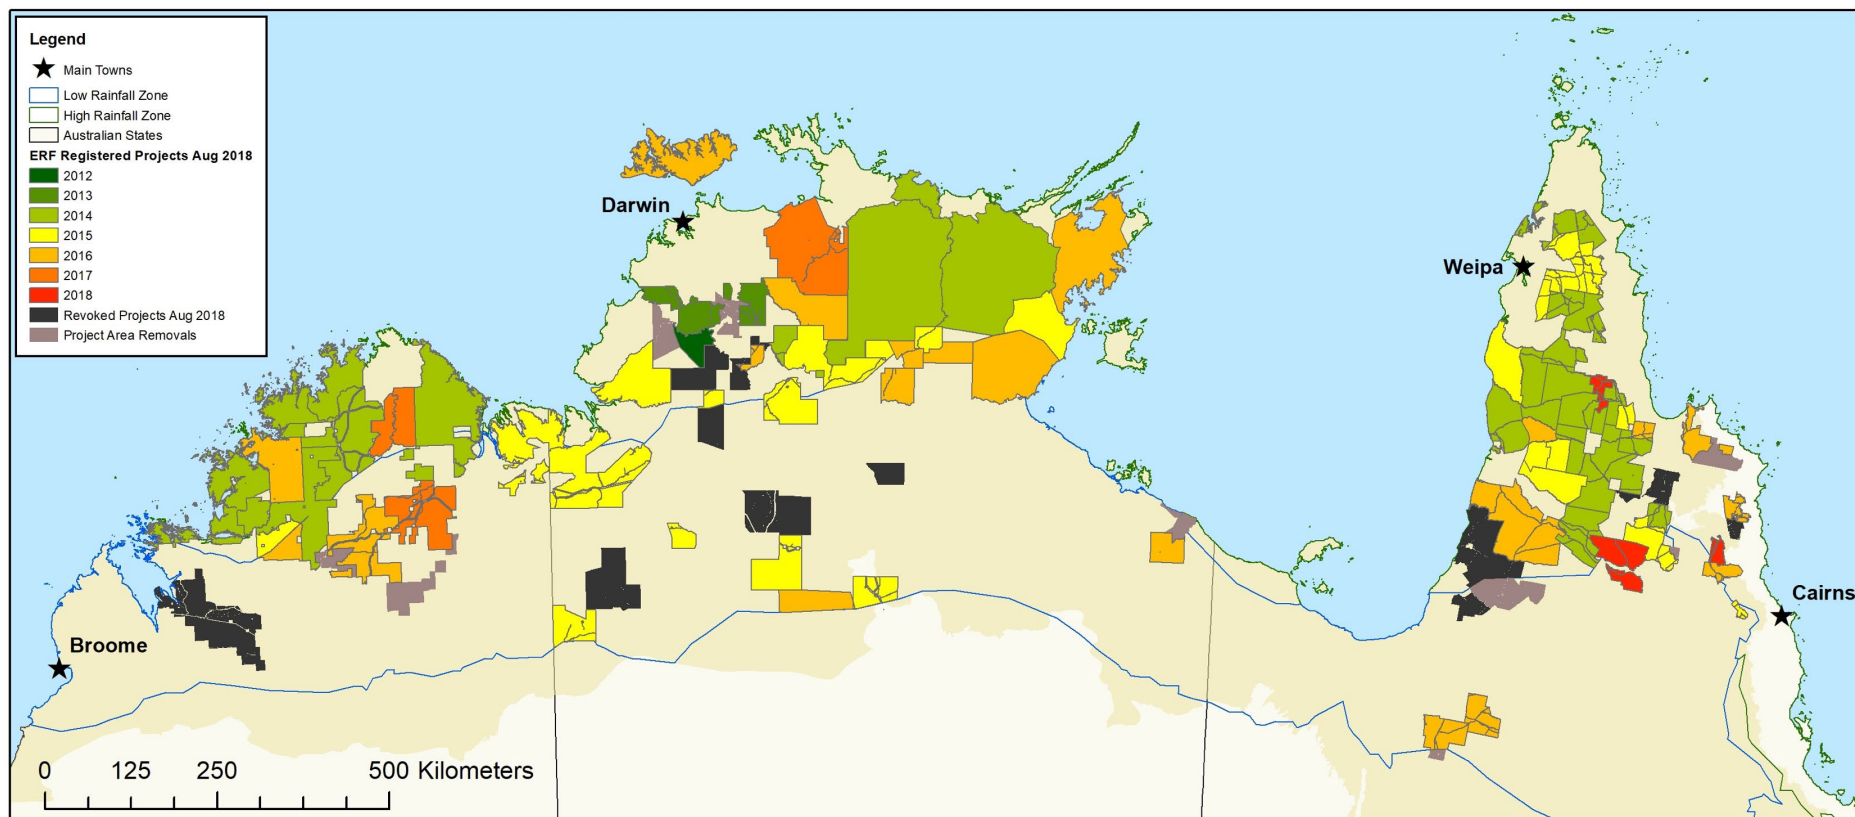 Legend
Main Towns
Low Rainfall Zone
High Rainfall Zone
Australian States
ERF Registered Projects Aug 2018
2012
2013
2014
2015
2016
2017
2018
Revoked Projects Aug 2018
Project Area Removals
Darwin
Weipa
Cairns
Broome
0 125 250 500 Kilometers